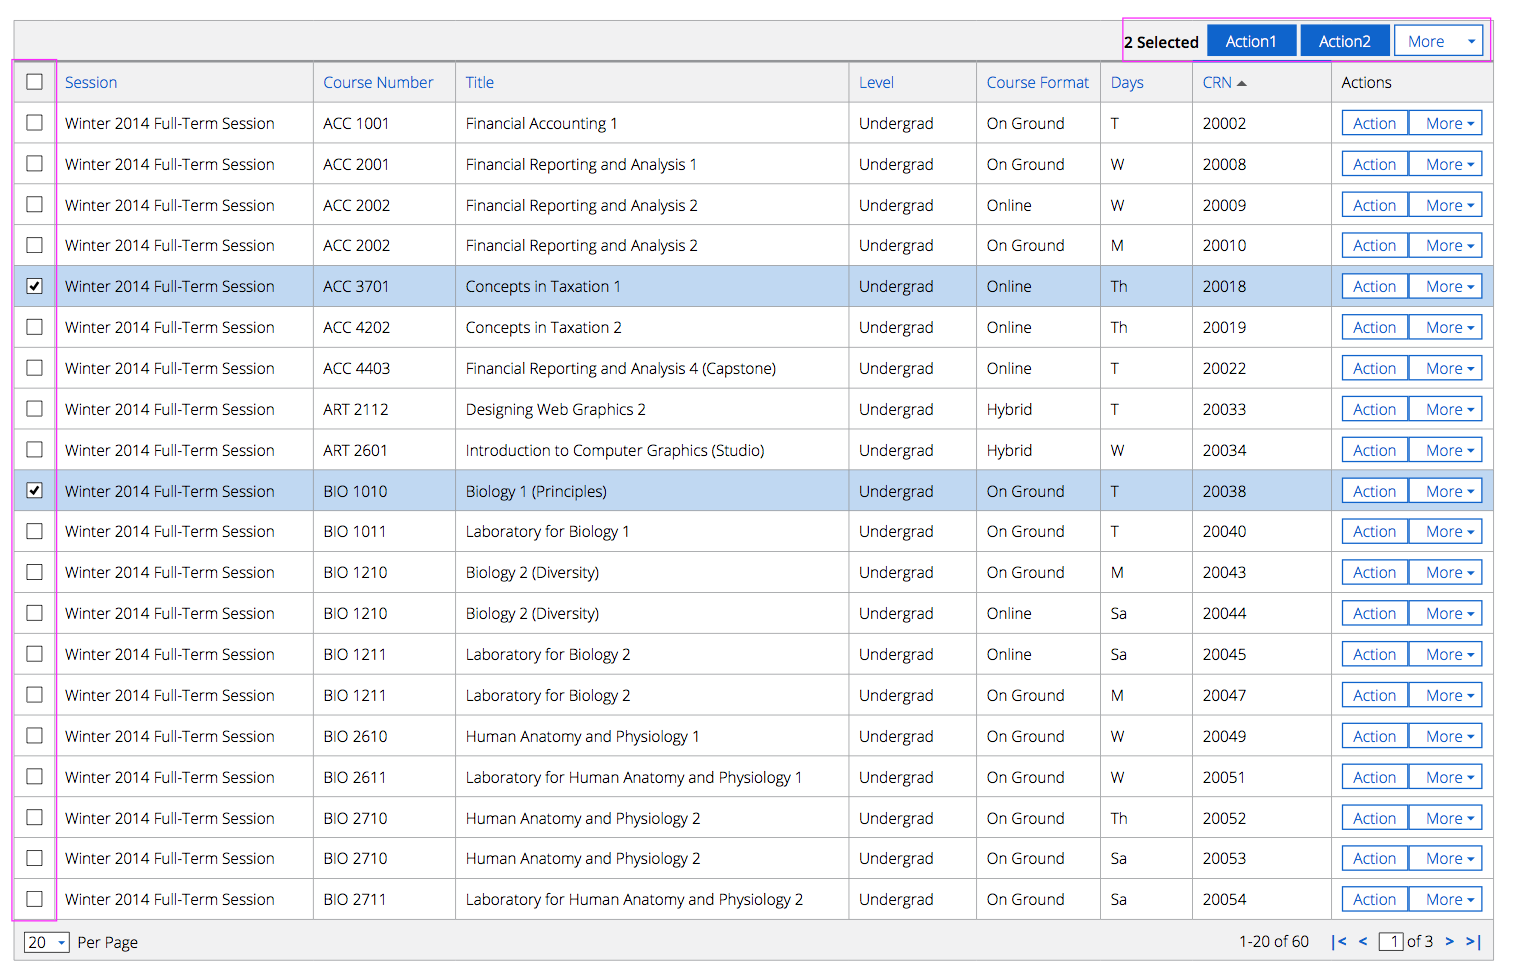 2 Selected Action1 Action2 More
Session Course Number Title Level Course Format Days CRN Actions
Winter 2014 Full-Term Session ACC 1001 Financial Accounting 1 Undergrad On Ground T 20002 Action More
Winter 2014 Full-Term Session ACC 2001 Financial Reporting and Analysis 1 Undergrad On Ground W 20008 Action More
Winter 2014 Full-Term Session ACC 2002 Financial Reporting and Analysis 2 Undergrad Online W 20009 Action More
Winter 2014 Full-Term Session ACC 2002 Financial Reporting and Analysis 2 Undergrad On Ground M 20010 Action More
Winter 2014 Full-Term Session ACC 3701 Concepts in Taxation 1 Undergrad Online Th 20018 Action More
Winter 2014 Full-Term Session ACC 4202 Concepts in Taxation 2 Undergrad Online Th 20019 Action More
Winter 2014 Full-Term Session ACC 4403 Financial Reporting and Analysis 4 (Capstone) Undergrad Online T 20022 Action More
Winter 2014 Full-Term Session ART 2112 Designing Web Graphics 2 Undergrad Hybrid T 20033 Action More
Winter 2014 Full-Term Session ART 2601 Introduction to Computer Graphics (Studio) Undergrad Hybrid W 20034 Action More
Winter 2014 Full-Term Session BIO 1010 Biology 1 (Principles) Undergrad On Ground T 20038 Action More
Winter 2014 Full-Term Session BIO 1011 Laboratory for Biology 1 Undergrad On Ground T 20040 Action More
Winter 2014 Full-Term Session BIO 1210 Biology 2 (Diversity) Undergrad On Ground M 20043 Action More
Winter 2014 Full-Term Session BIO 1210 Biology 2 (Diversity) Undergrad Online Sa 20044 Action More
Winter 2014 Full-Term Session BIO 1211 Laboratory for Biology 2 Undergrad Online Sa 20045 Action More
Winter 2014 Full-Term Session BIO 1211 Laboratory for Biology 2 Undergrad On Ground M 20047 Action More
Winter 2014 Full-Term Session BIO 2610 Human Anatomy and Physiology 1 Undergrad On Ground W 20049 Action More
Winter 2014 Full-Term Session BIO 2611 Laboratory for Human Anatomy and Physiology 1 Undergrad On Ground W 20051 Action More
Winter 2014 Full-Term Session BIO 2710 Human Anatomy and Physiology 2 Undergrad On Ground Th 20052 Action More
Winter 2014 Full-Term Session BIO 2710 Human Anatomy and Physiology 2 Undergrad On Ground Sa 20053 Action More
Winter 2014 Full-Term Session BIO 2711 Laboratory for Human Anatomy and Physiology 2 Undergrad On Ground Sa 20054 Action More
20 Per Page 1-20 of 60 |< < 1 of 3 > >|